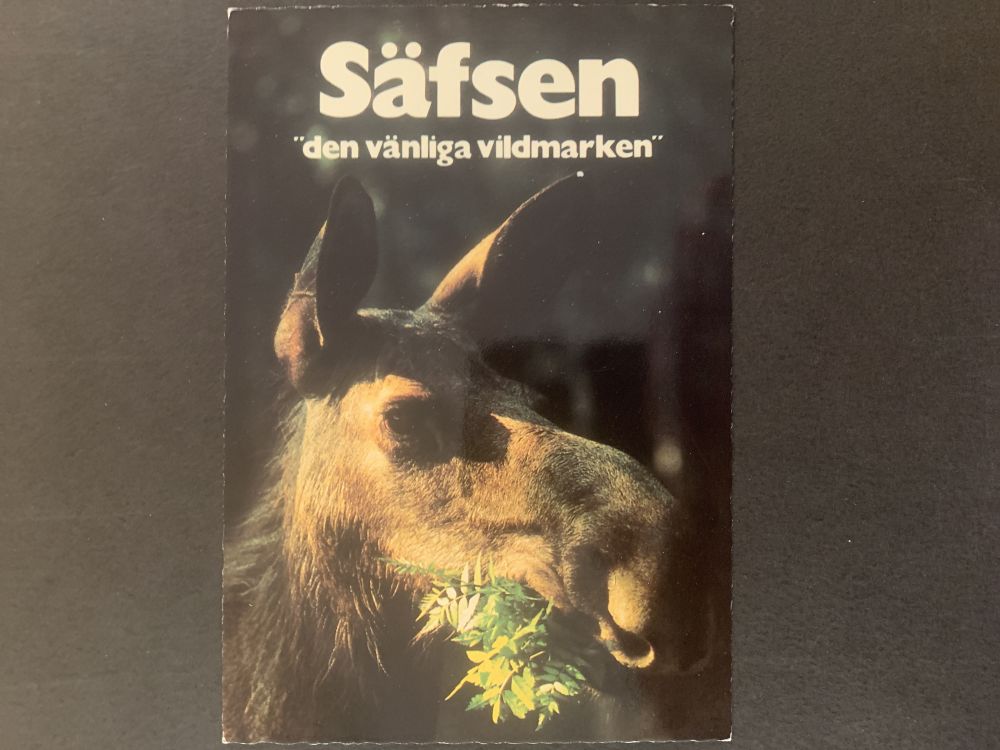 Säfsen
"den vänliga vildmarken"